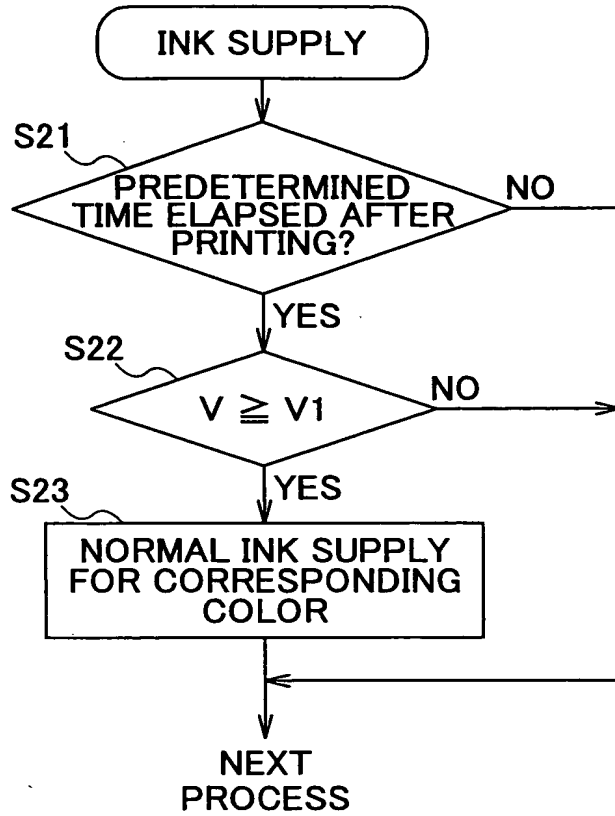 INK SUPPLY
S21
PREDETERMINED
TIME ELAPSED AFTER
PRINTING?
NO
YES
S22
V ≧ V1
NO
YES
S23
NORMAL INK SUPPLY
FOR CORRESPONDING
COLOR
NEXT
PROCESS